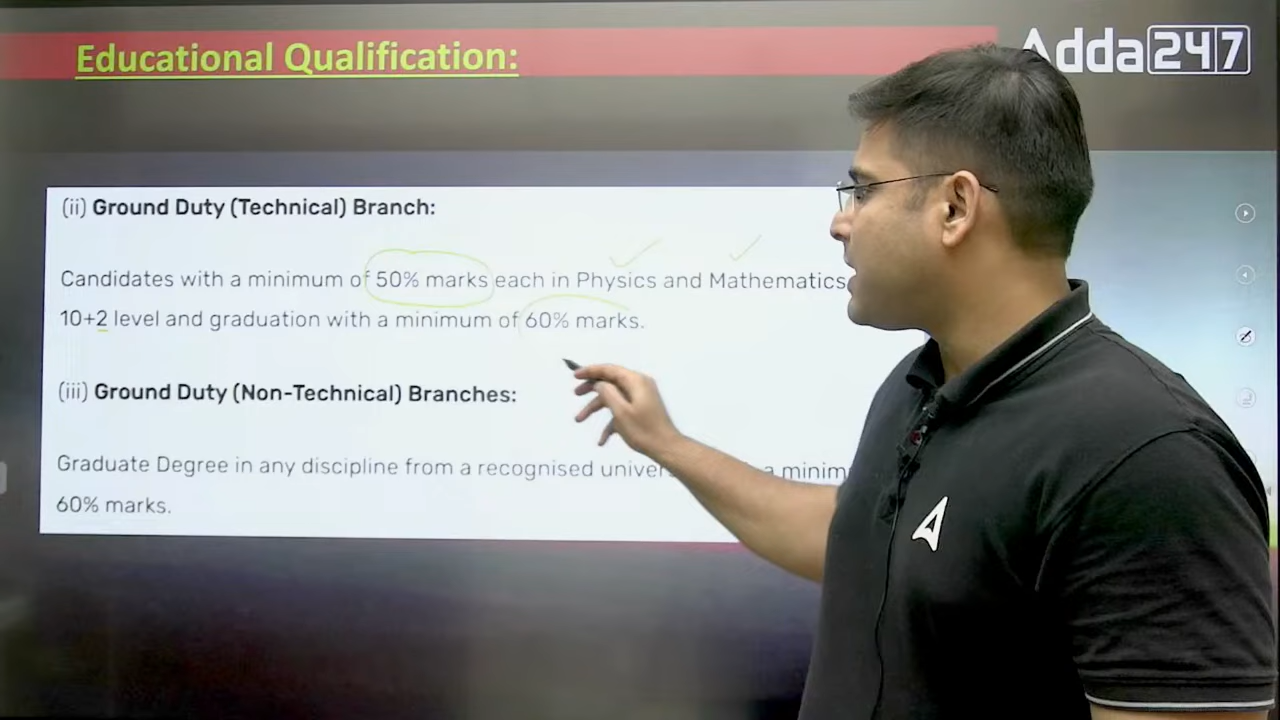 Educational Qualification:
Adda247
(ii) Ground Duty (Technical) Branch:
Candidates with a minimum of 50% marks each in Physics and Mathematics
10+2 level and graduation with a minimum of 60% marks.
(iii) Ground Duty (Non-Technical) Branches:
Graduate Degree in any discipline from a recognised a
60% marks.